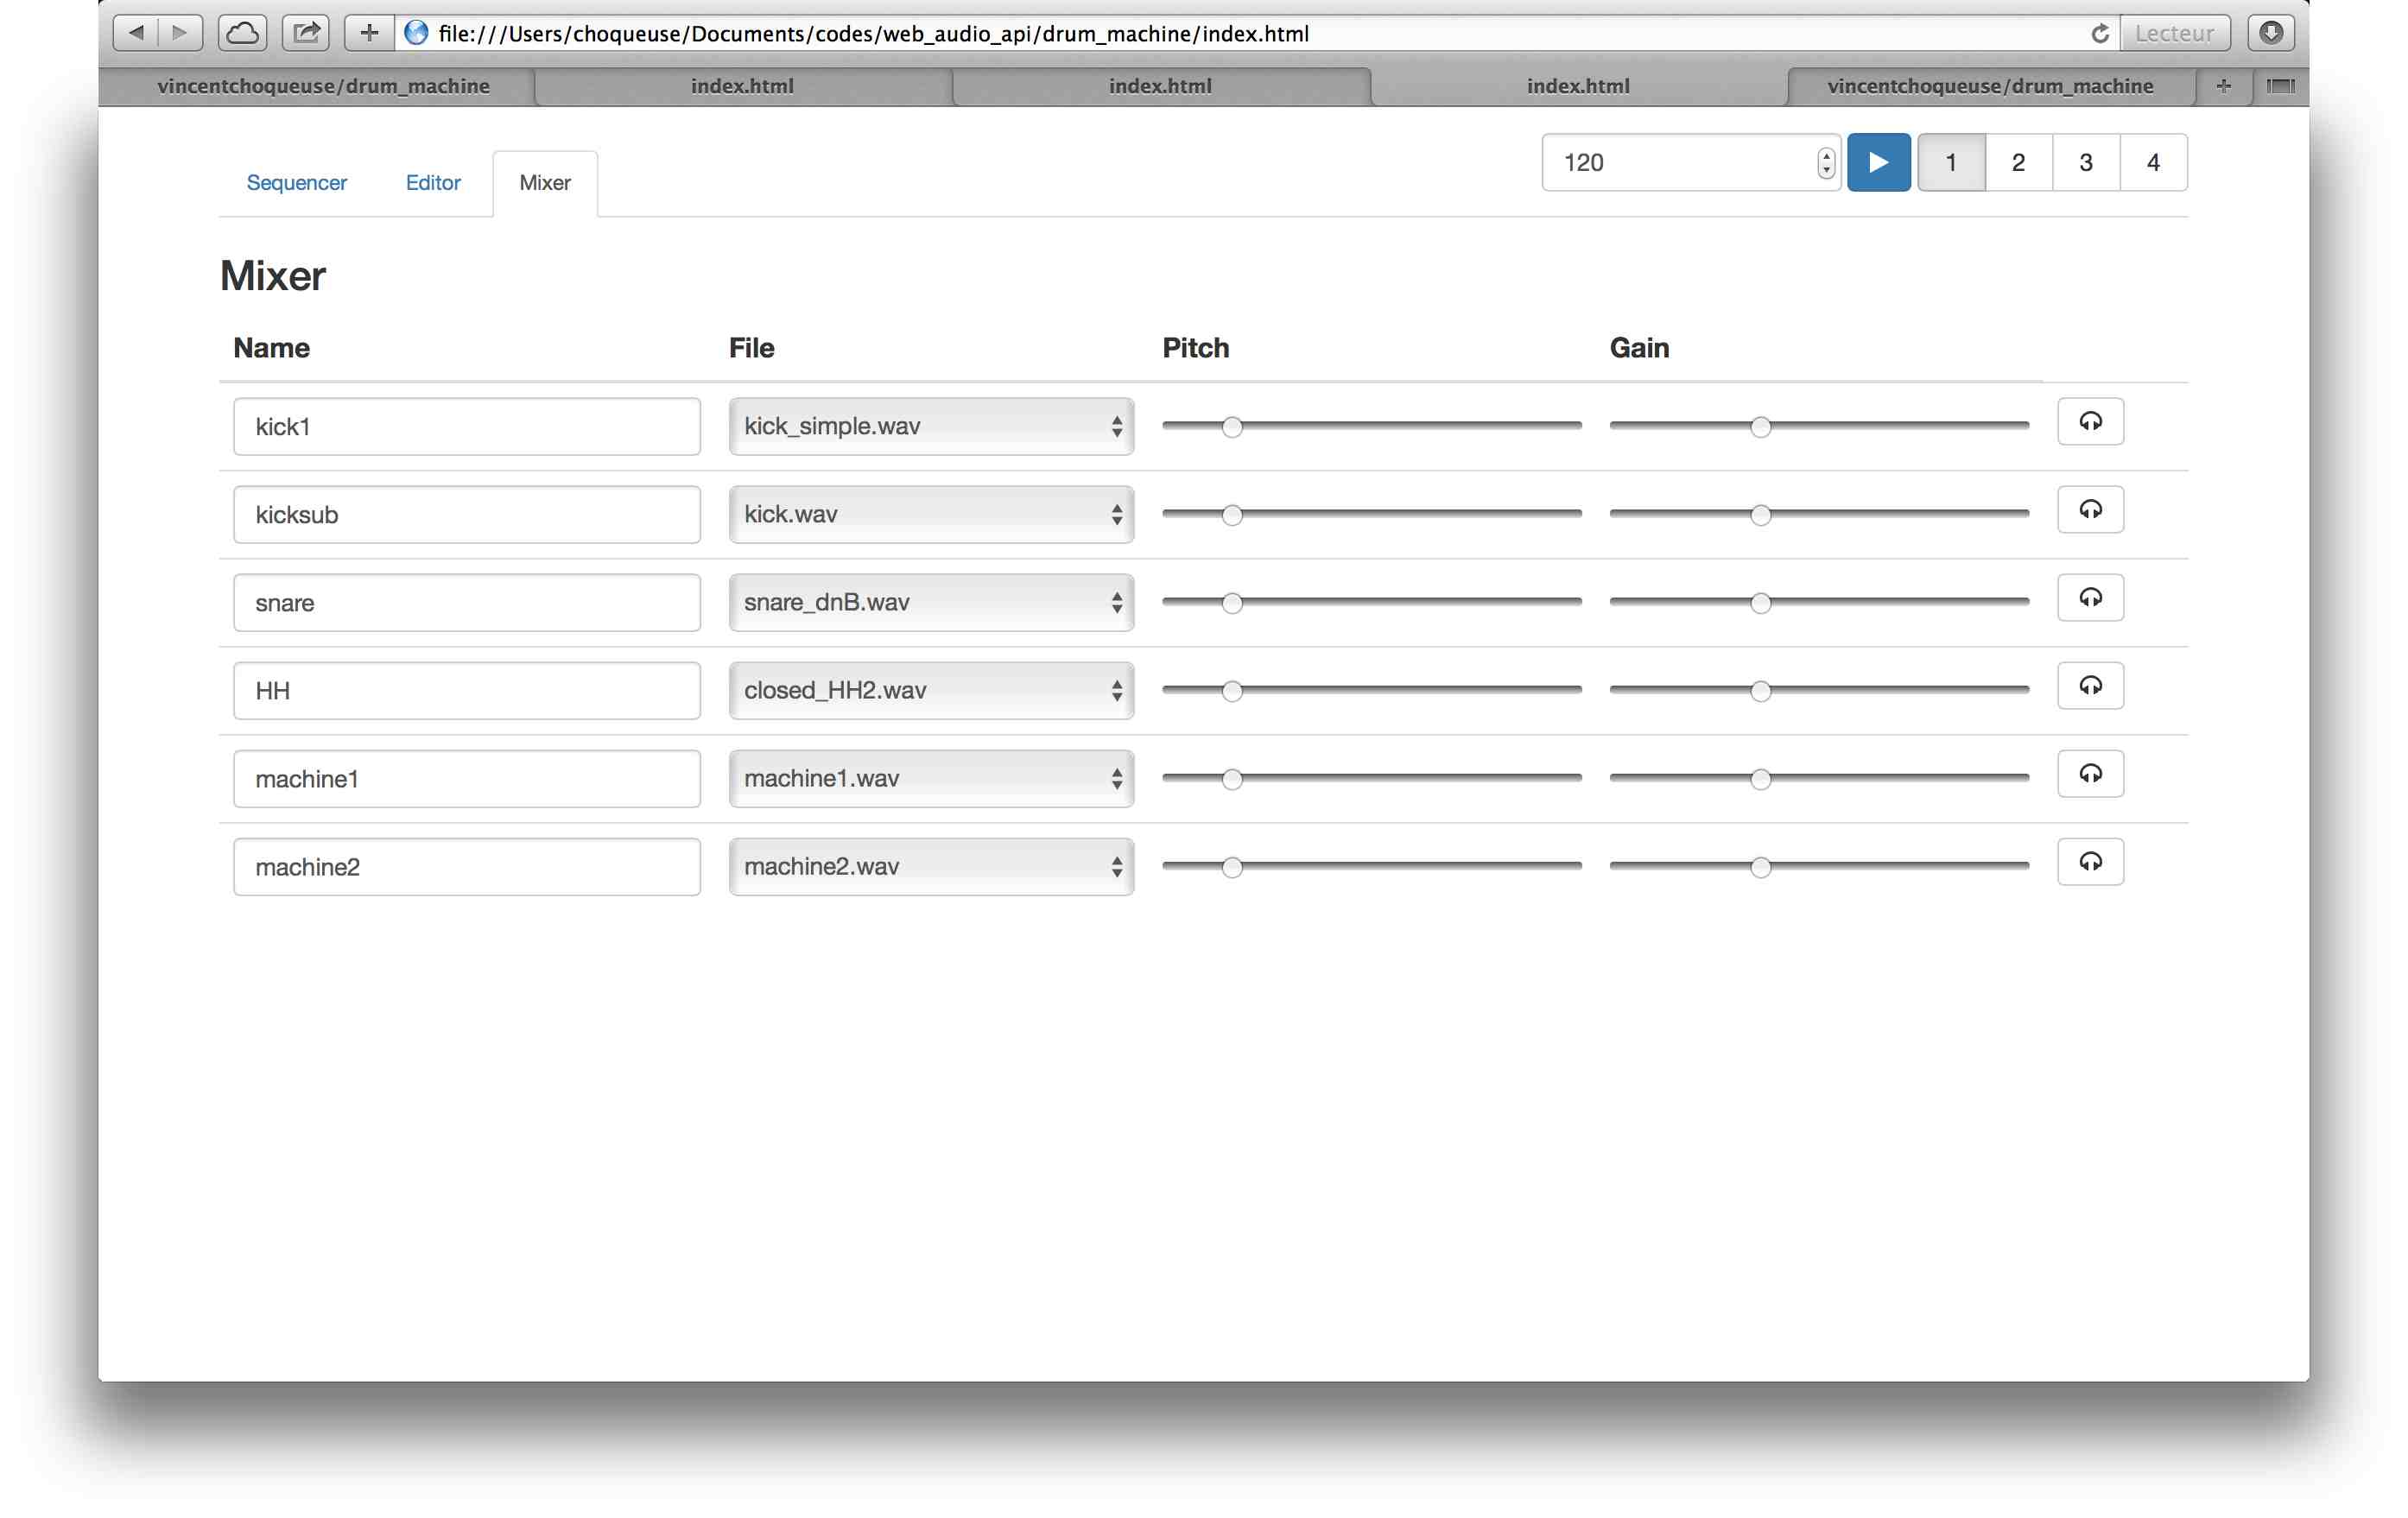 file:///Users/choqueuse/Documents/codes/web_audio_api/drum_machine/index.html Lecteur
vincentchoqueuse/drum_machine index.html index.html index.html vincentchoqueuse/drum_machine
Sequencer Editor Mixer 120 1 2 3 4
Mixer
Name File Pitch Gain
kick1 kick_simple.wav
kicksub kick.wav
snare snare_dnB.wav
HH closed_HH2.wav
machine1 machine1.wav
machine2 machine2.wav